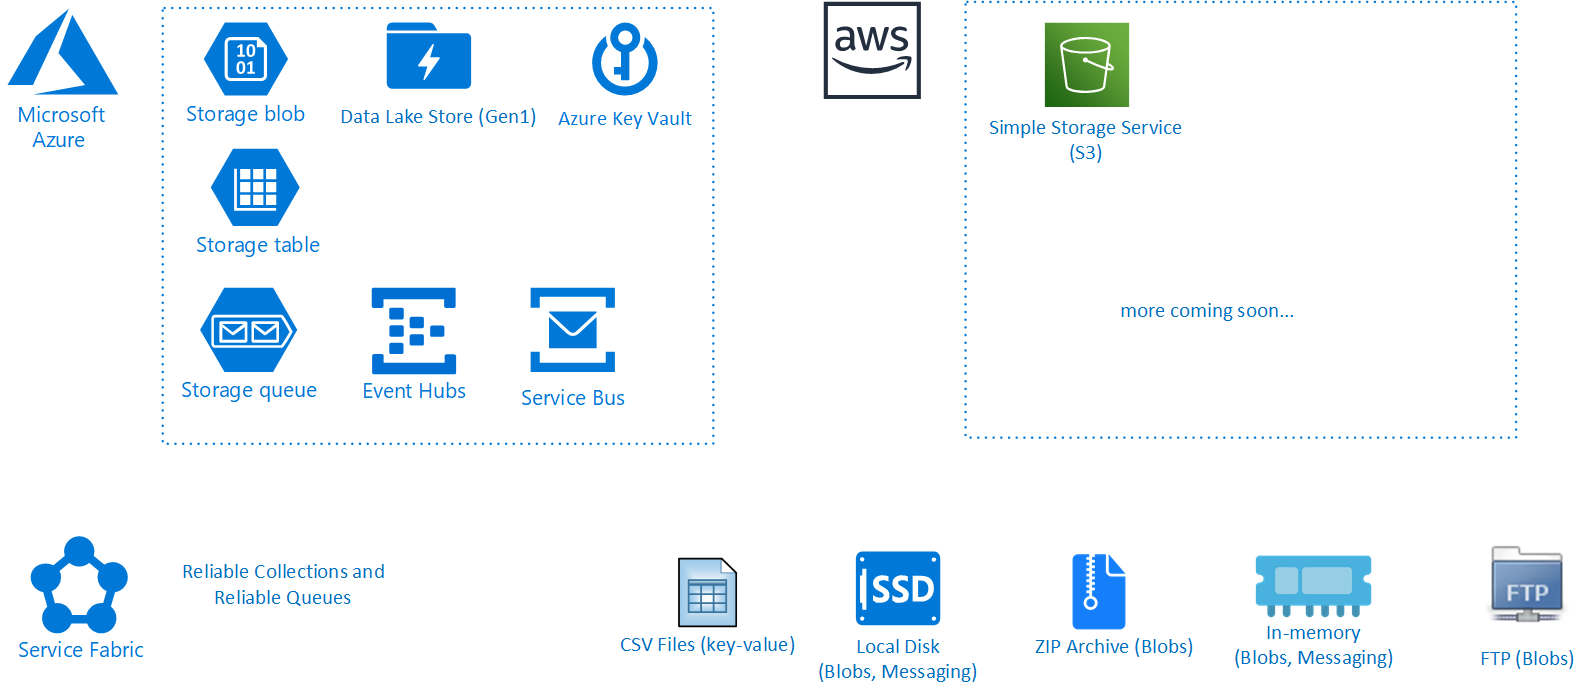 Microsoft
Azure
10
01
Storage blob
Data Lake Store (Gen1)
Azure Key Vault
Storage table
Storage queue
Event Hubs
Service Bus
aws
Simple Storage Service
(S3)
more coming soon...
Service Fabric
Reliable Collections and
Reliable Queues
CSV Files (key-value)
SSD
Local Disk
(Blobs, Messaging)
ZIP Archive (Blobs)
In-memory
(Blobs, Messaging)
FTP
FTP (Blobs)